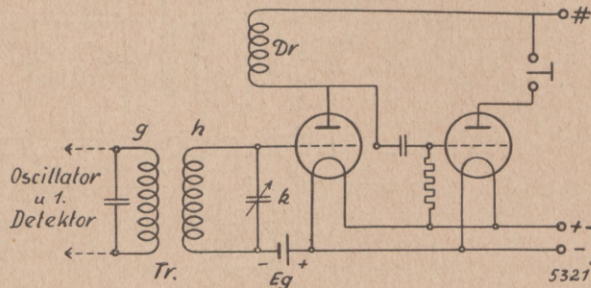 Dr
#
g
h
Oscillator
u 1.
Detektor
k
Tr.
- Eg +
+
-
5321